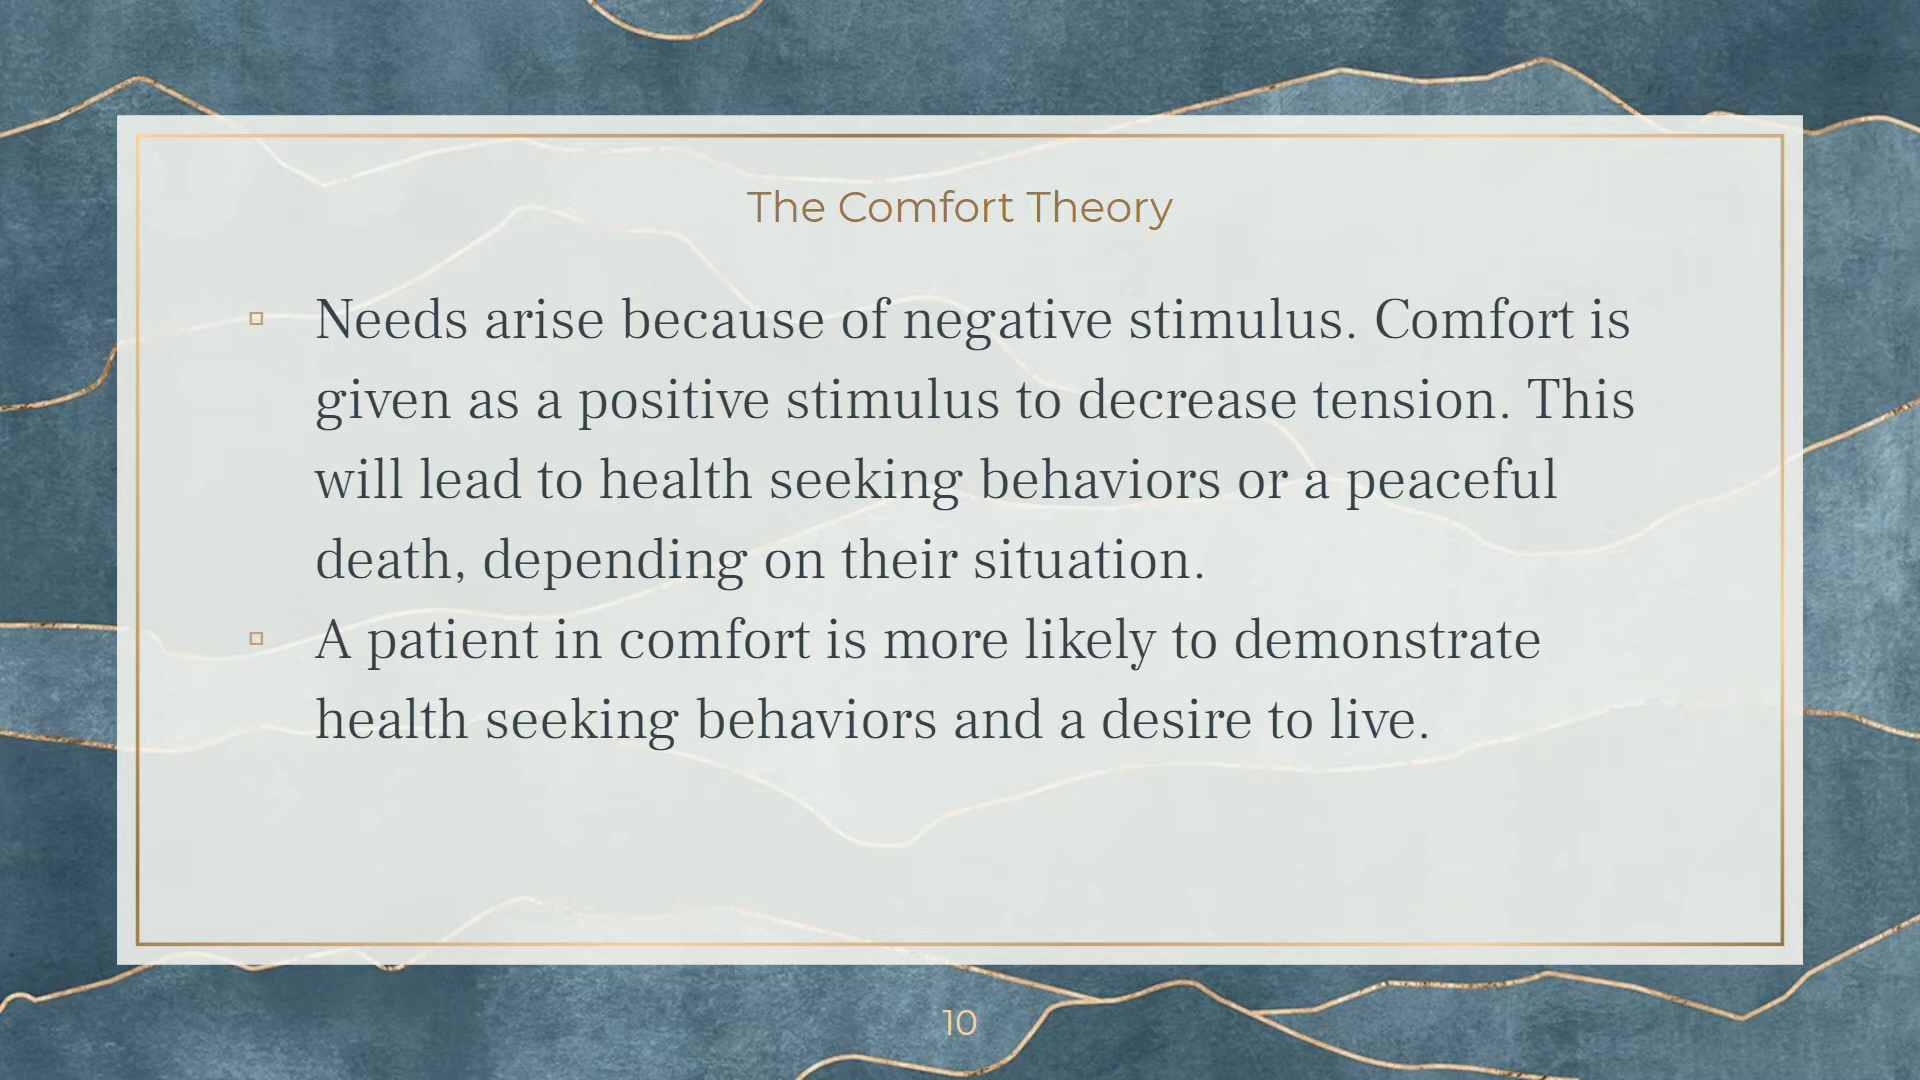 The Comfort Theory
▫ Needs arise because of negative stimulus. Comfort is
given as a positive stimulus to decrease tension. This
will lead to health seeking behaviors or a peaceful
death, depending on their situation.
▫ A patient in comfort is more likely to demonstrate
health seeking behaviors and a desire to live.
10